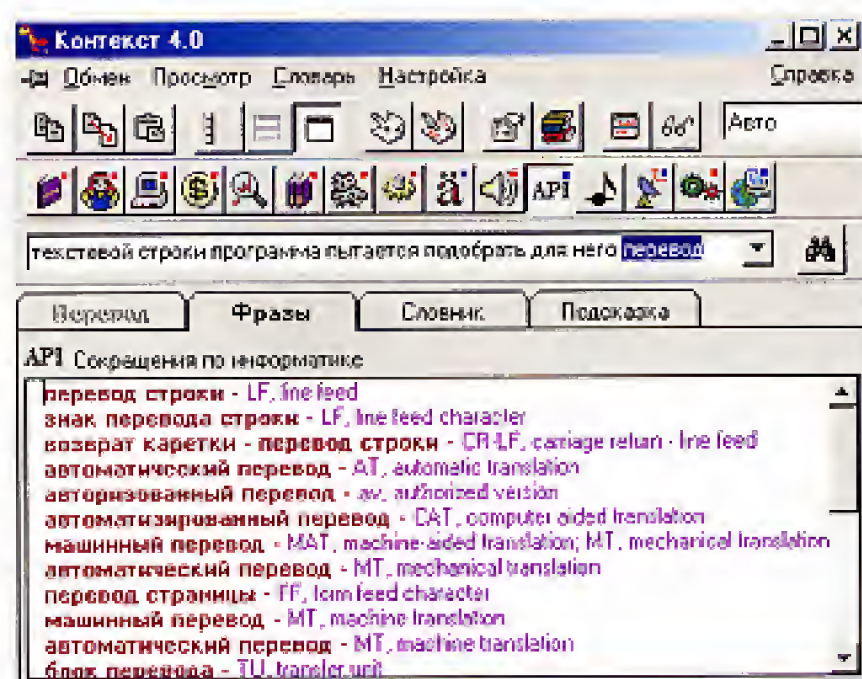 Контекст 4.0
Обмен Просмотр Словарь Настройка Справка
Авто
API
текстовой строки программа пытается подобрать для него перевод
Перевод Фразы Словник Подсказка
API Сокращения по информатике
перевод строки - LF, line feed
знак перевода строки - LF, line feed character
возврат каретки - перевод строки - CR-LF, carriage return - line feed
автоматический перевод - AT, automatic translation
авторизованный перевод - av, authorized version
автоматизированный перевод - CAT, computer aided translation
машинный перевод - MAT, machine-aided translation; MT, mechanical translation
автоматический перевод - MT, mechanical translation
перевод страницы - FF, form feed character
машинный перевод - MT, machine translation
автоматический перевод - MT, machine translation
блок перевода - TU, transfer unit